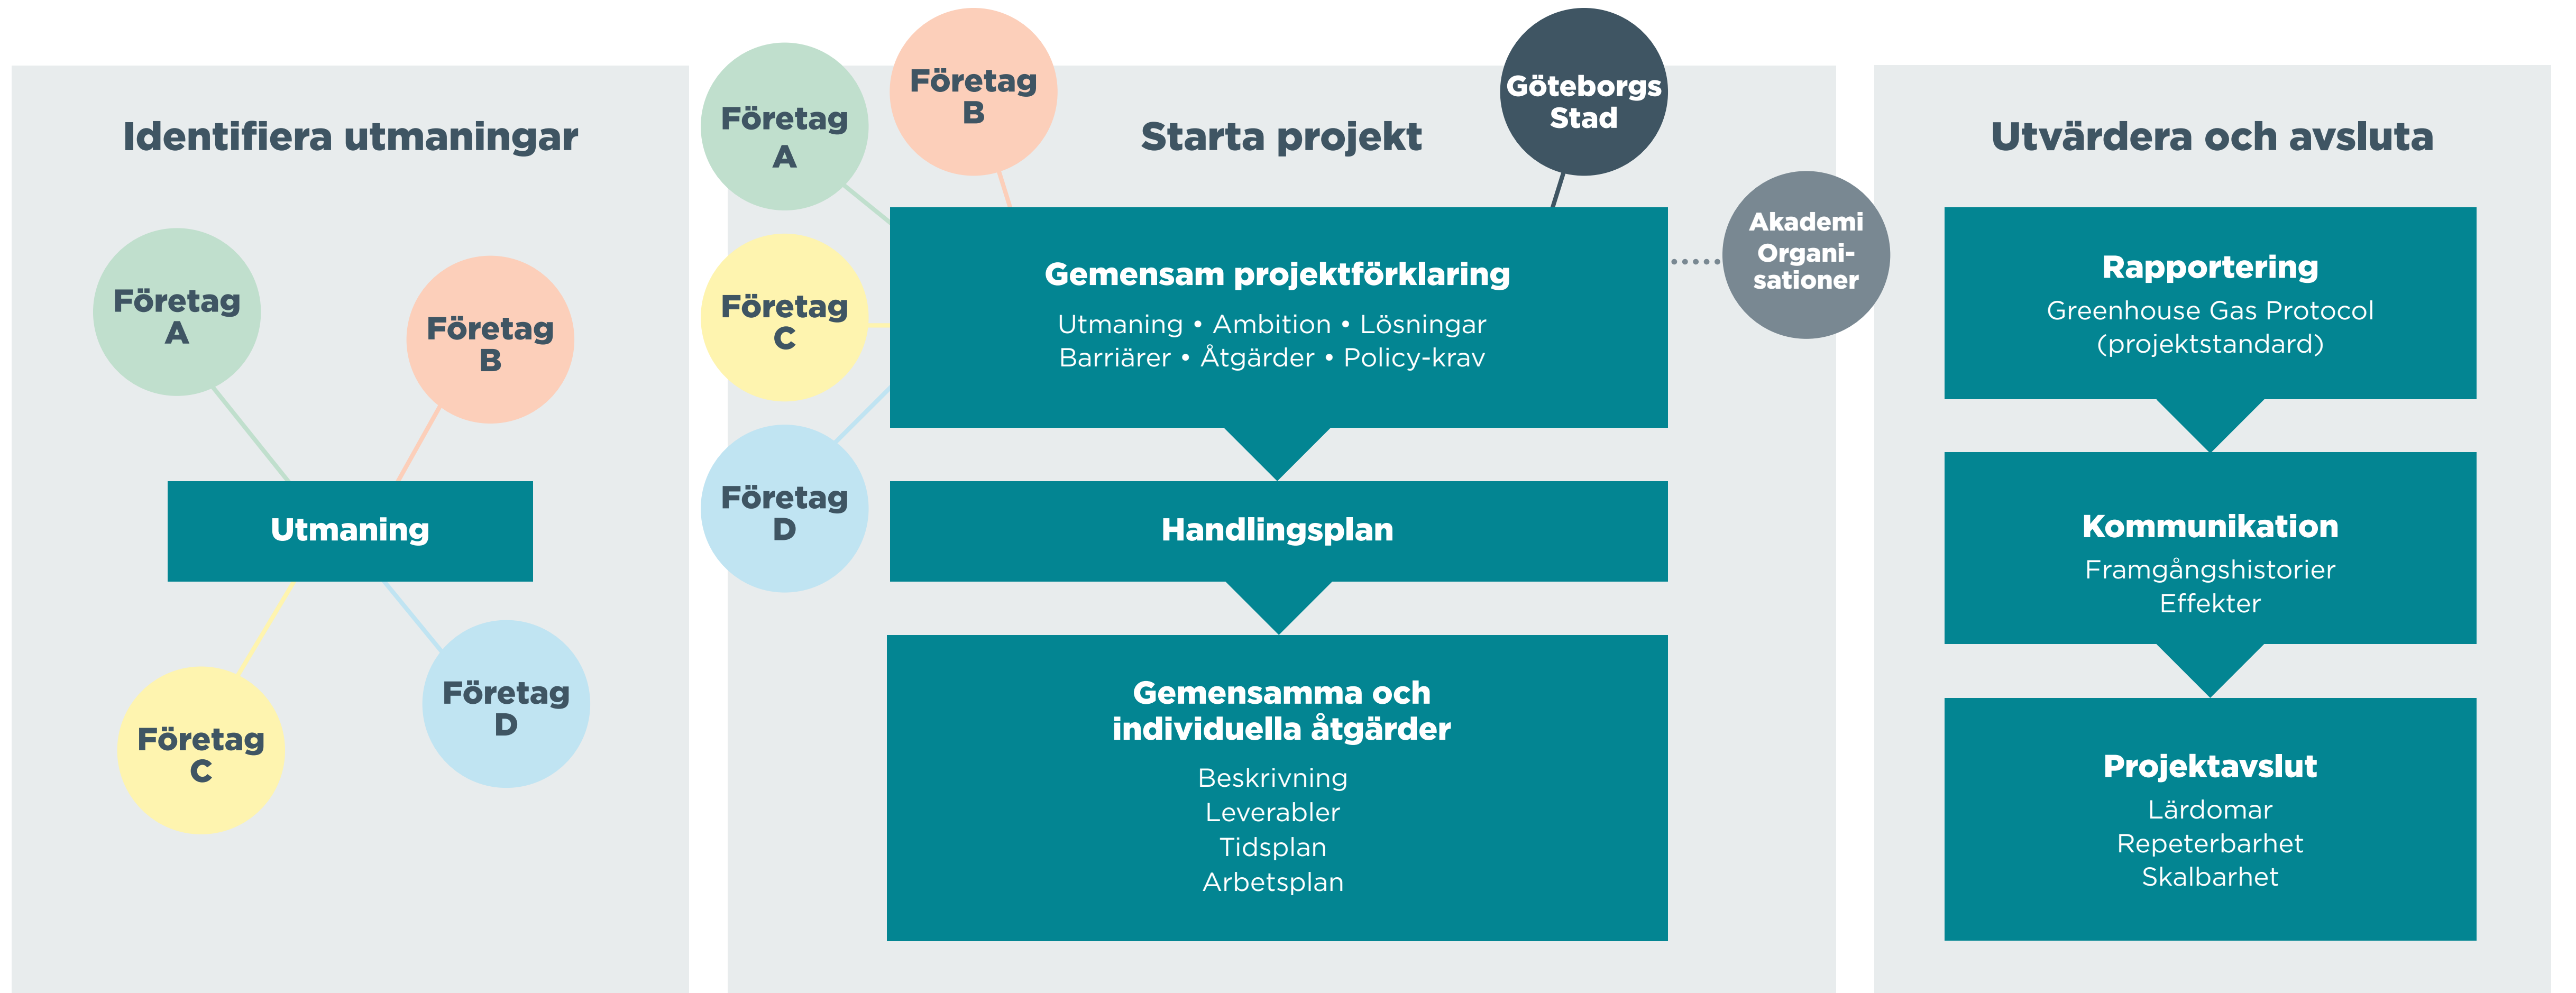 Identifiera utmaningar
Företag
A
Företag
B
Utmaning
Företag
C
Företag
D
Starta projekt
Företag
A
Företag
B
Företag
C
Företag
D
Göteborgs
Stad
Akademi
Organi-
sationer
Gemensam projektförklaring
Utmaning • Ambition • Lösningar
Barriärer • Åtgärder • Policy-krav
Handlingsplan
Gemensamma och
individuella åtgärder
Beskrivning
Leverabler
Tidsplan
Arbetsplan
Utvärdera och avsluta
Rapportering
Greenhouse Gas Protocol
(projektstandard)
Kommunikation
Framgångshistorier
Effekter
Projektavslut
Lärdomar
Repeterbarhet
Skalbarhet